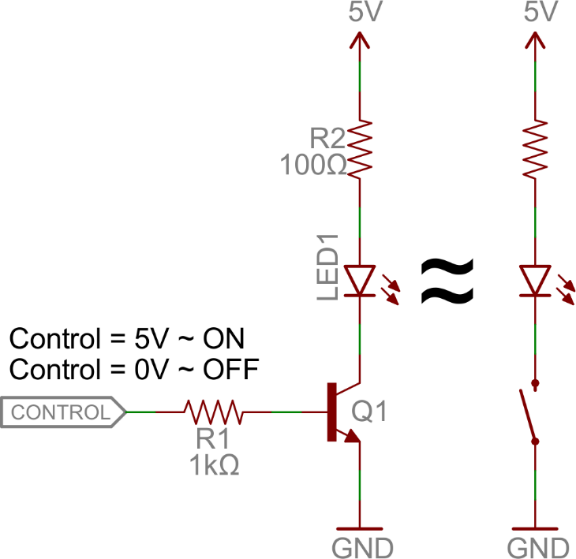 5V
5V
R2
100Ω
LED1
≈
Control = 5V ~ ON
Control = 0V ~ OFF
CONTROL
R1
1kΩ
Q1
GND
GND